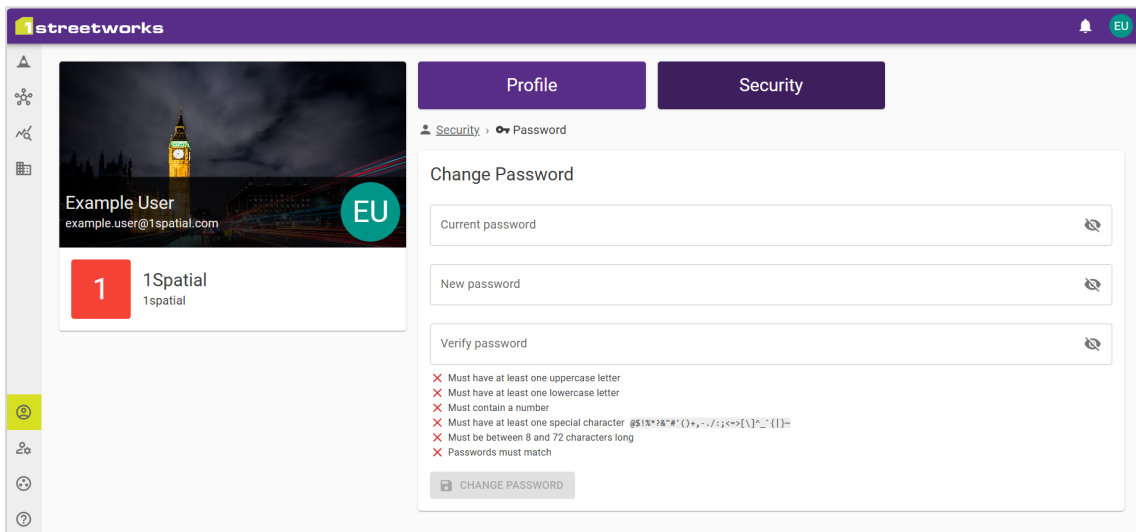 1streetworks
EU
Example User
example.user@1spatial.com
EU
1
1Spatial
1spatial
Profile
Security
Security › Password
Change Password
Current password
New password
Verify password
Must have at least one uppercase letter
Must have at least one lowercase letter
Must contain a number
Must have at least one special character @$!%*?&"#'()+,-./:;<=>[\]^_`{|}~
Must be between 8 and 72 characters long
Passwords must match
CHANGE PASSWORD